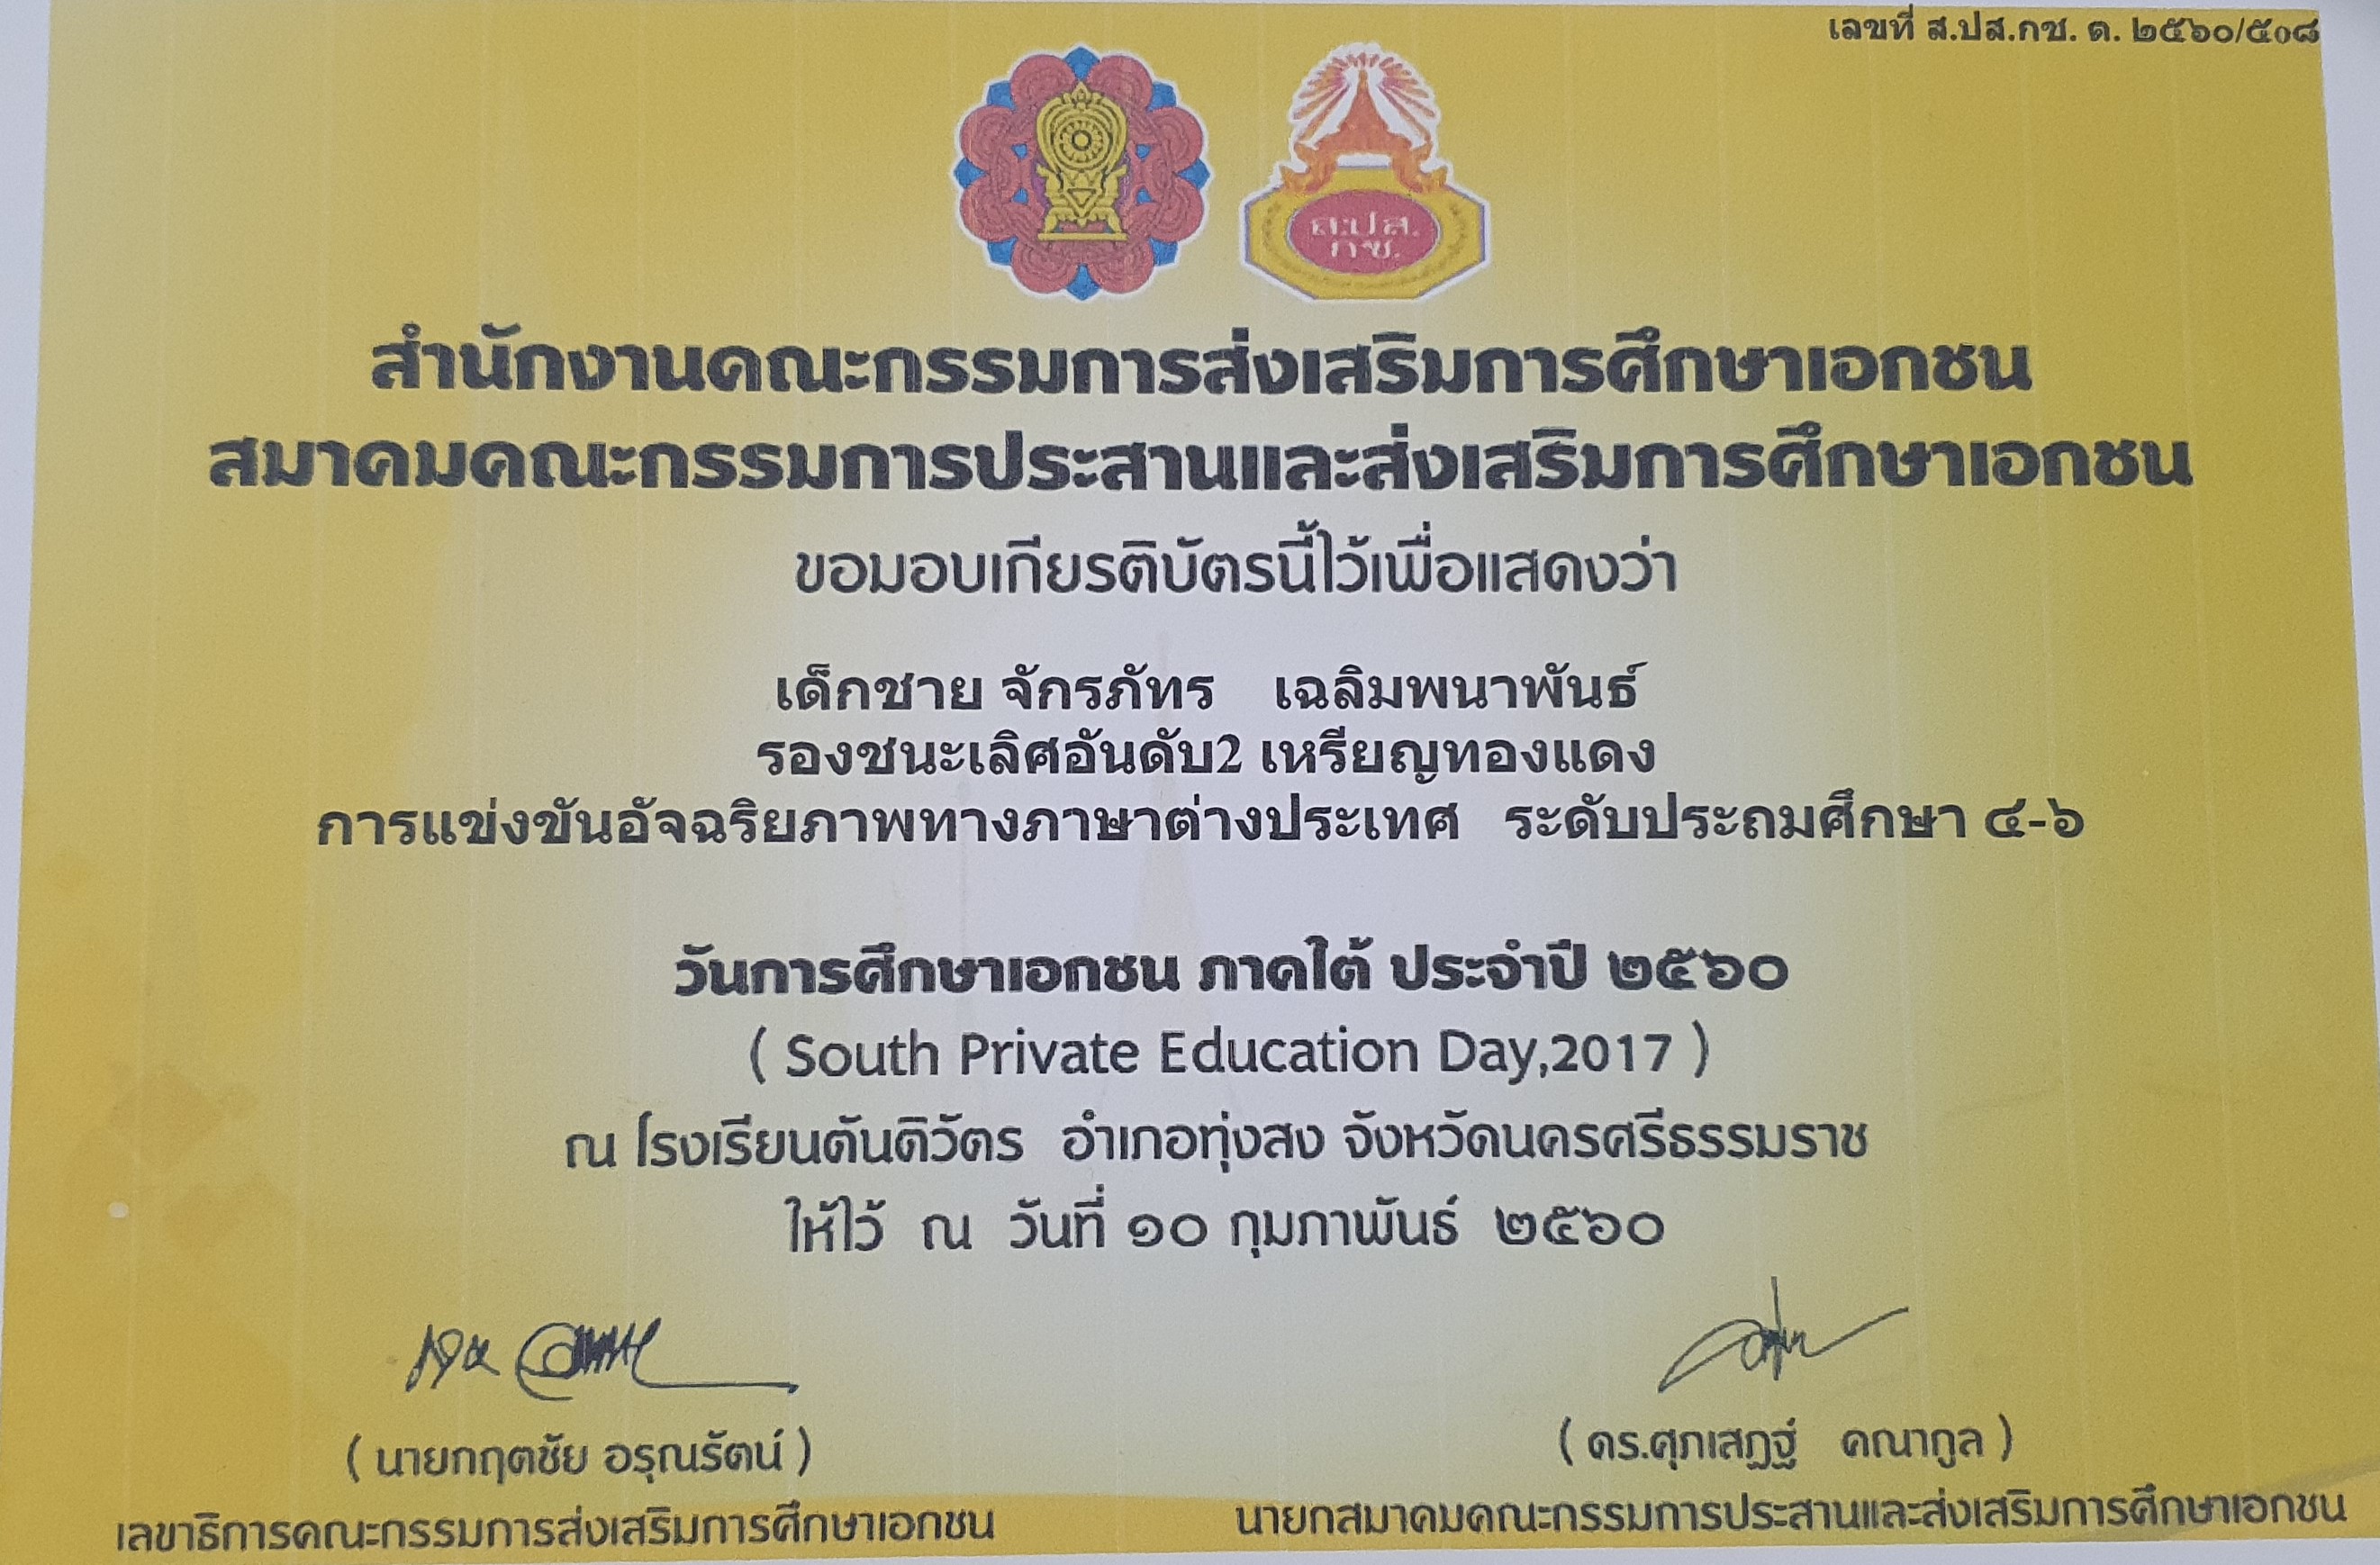 เลขที่ ส.ปส.กช. ต. ๒๕๖๐/๕๐๘
ส.ปส.
กช.
สำนักงานคณะกรรมการส่งเสริมการศึกษาเอกชน
สมาคมคณะกรรมการประสานและส่งเสริมการศึกษาเอกชน
ขอมอบเกียรติบัตรนี้ไว้เพื่อแสดงว่า
เด็กชาย จักรภัทร เฉลิมพนาพันธ์
รองชนะเลิศอันดับ2 เหรียญทองแดง
การแข่งขันอัจฉริยภาพทางภาษาต่างประเทศ ระดับประถมศึกษา ๔-๖
วันการศึกษาเอกชน ภาคใต้ ประจำปี ๒๕๖๐
( South Private Education Day,2017 )
ณ โรงเรียนตันติวัตร อำเภอทุ่งสง จังหวัดนครศรีธรรมราช
ให้ไว้ ณ วันที่ ๑๐ กุมภาพันธ์ ๒๕๖๐
( นายกฤตชัย อรุณรัตน์ )
( ดร.ศุภเสฏฐ์ คณากูล )
เลขาธิการคณะกรรมการส่งเสริมการศึกษาเอกชน
นายกสมาคมคณะกรรมการประสานและส่งเสริมการศึกษาเอกชน